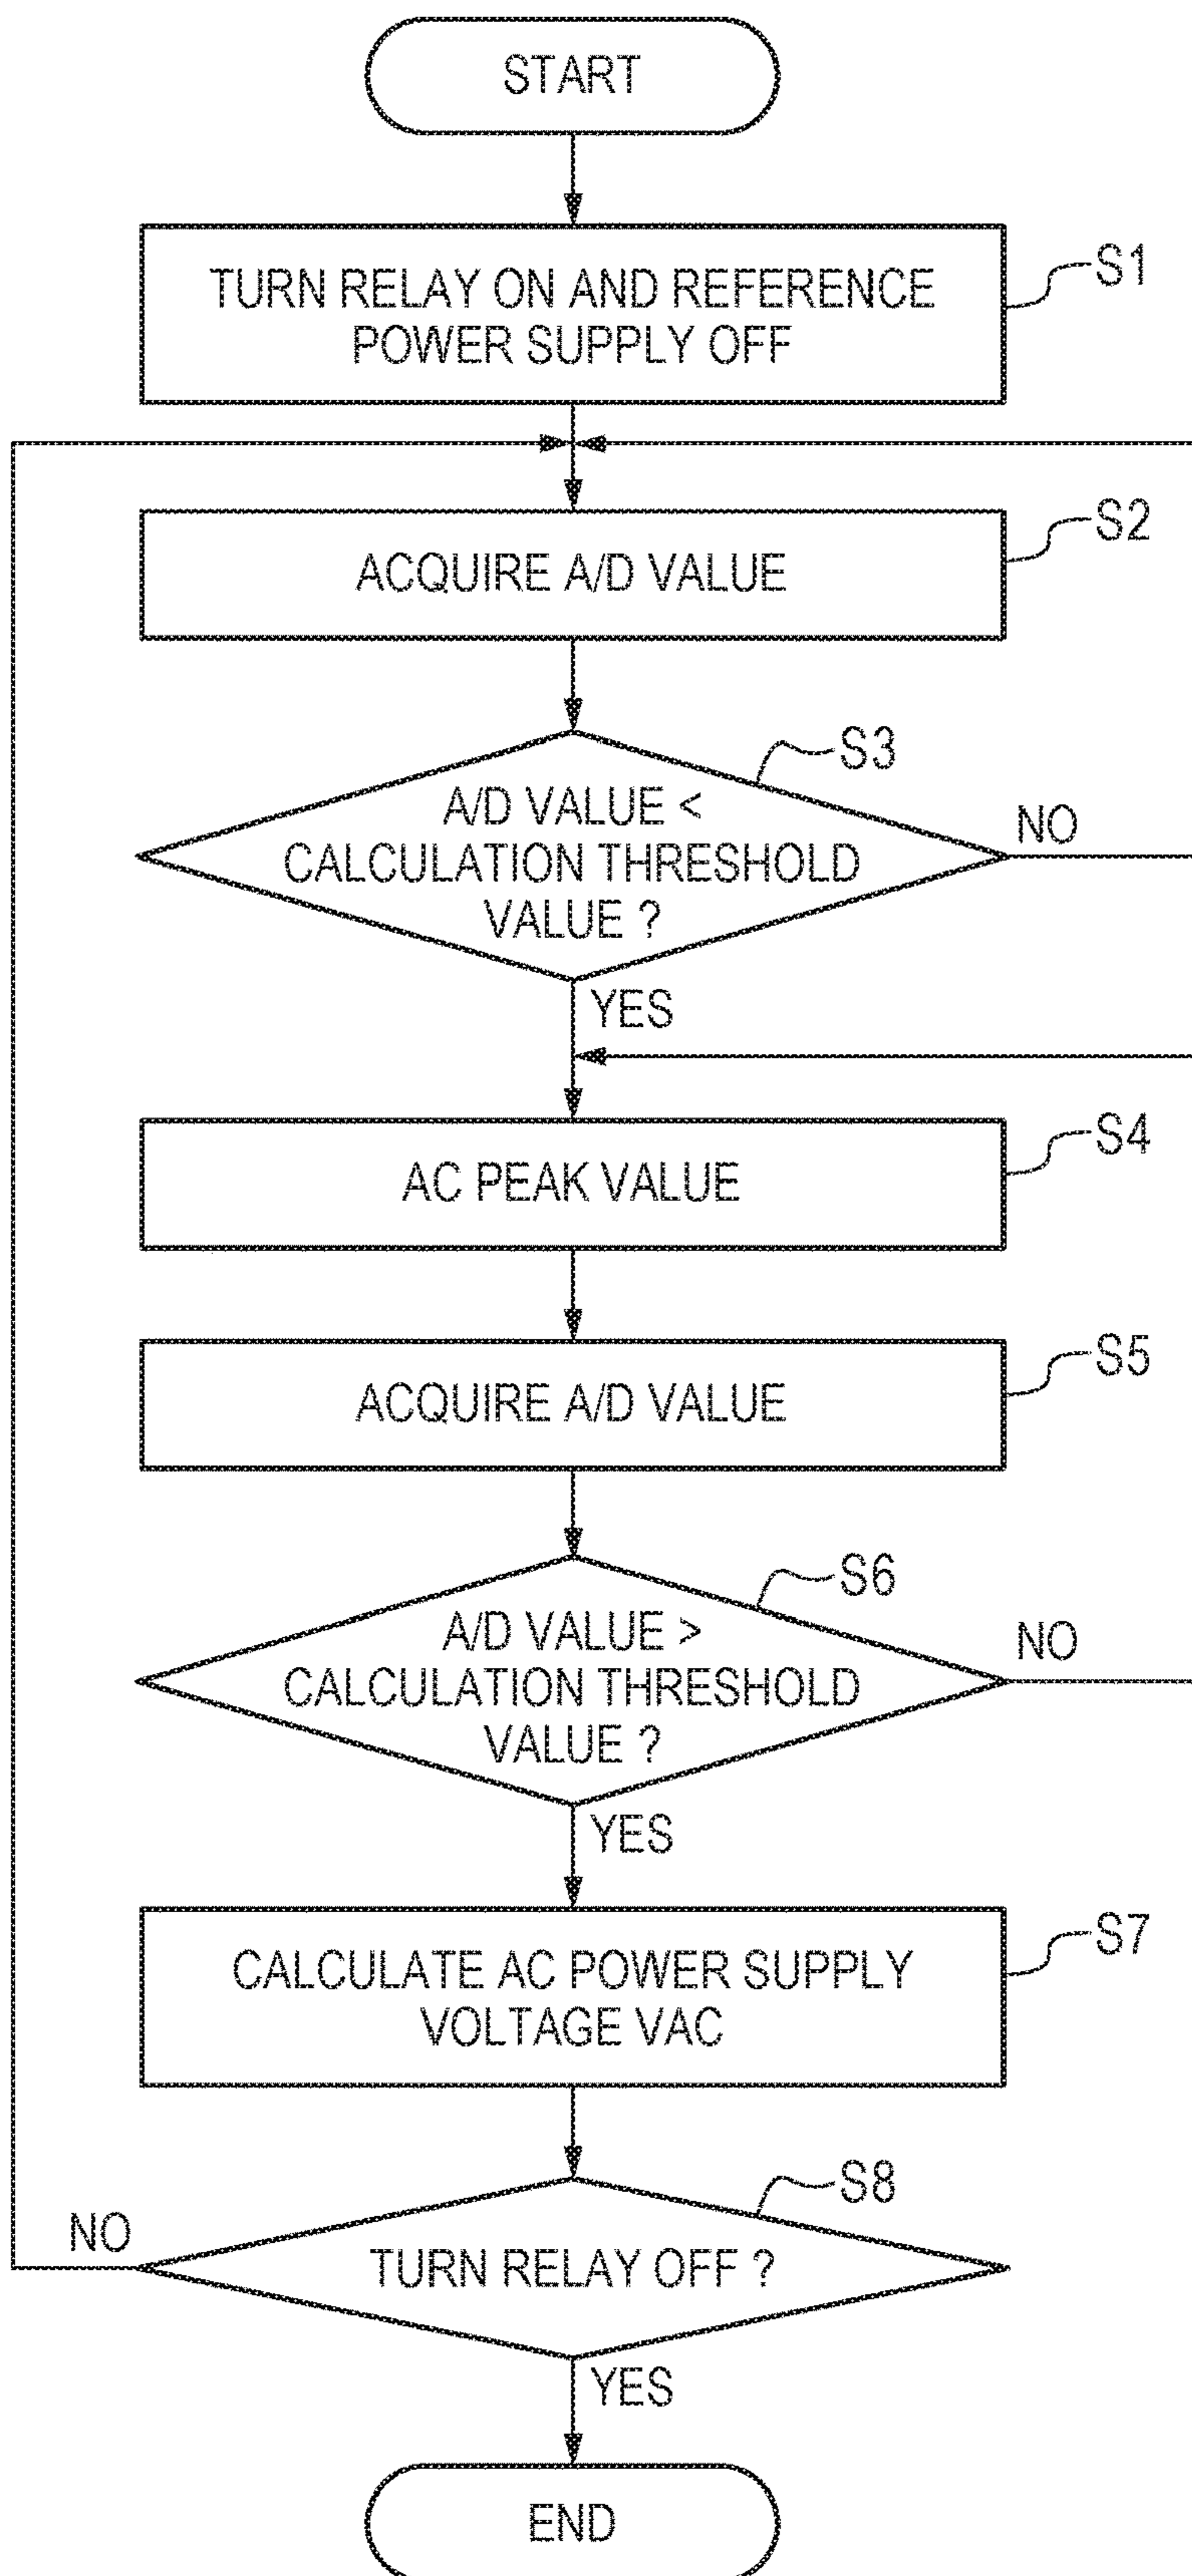 START
TURN RELAY ON AND REFERENCE
POWER SUPPLY OFF
S1
ACQUIRE A/D VALUE
S2
S3
A/D VALUE <
CALCULATION THRESHOLD
VALUE ?
NO
YES
AC PEAK VALUE
S4
ACQUIRE A/D VALUE
S5
S6
A/D VALUE >
CALCULATION THRESHOLD
VALUE ?
NO
YES
CALCULATE AC POWER SUPPLY
VOLTAGE VAC
S7
S8
TURN RELAY OFF ?
NO
YES
END